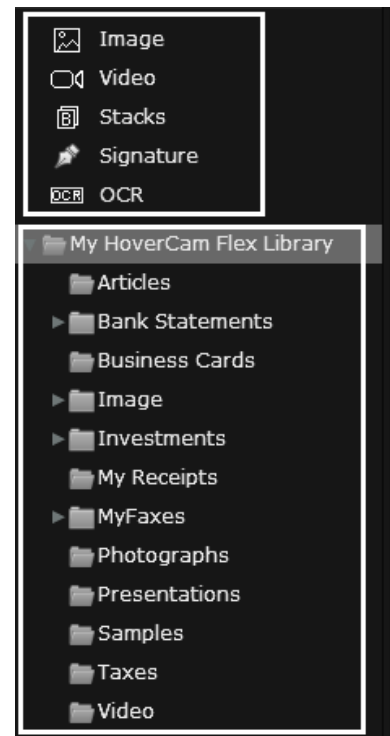 Image
Video
B Stacks
Signature
OCR OCR
My HoverCam Flex Library
Articles
Bank Statements
Business Cards
Image
Investments
My Receipts
MyFaxes
Photographs
Presentations
Samples
Taxes
Video